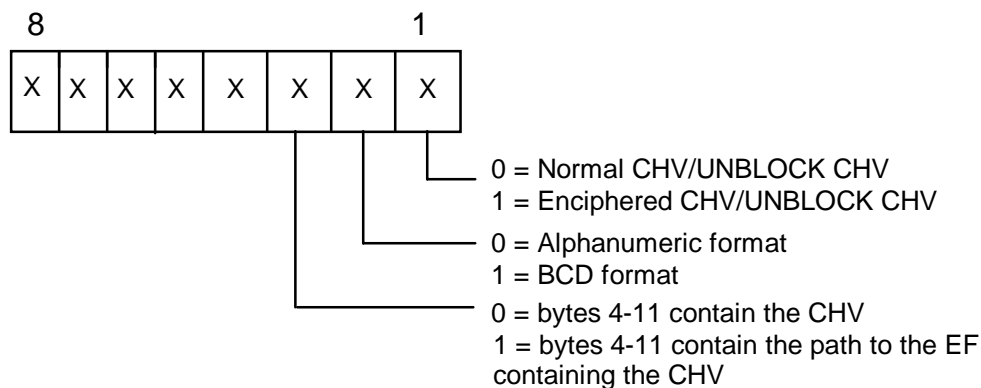 8 1
X X X X X X X X
0 = Normal CHV/UNBLOCK CHV
1 = Enciphered CHV/UNBLOCK CHV
0 = Alphanumeric format
1 = BCD format
0 = bytes 4-11 contain the CHV
1 = bytes 4-11 contain the path to the EF
containing the CHV